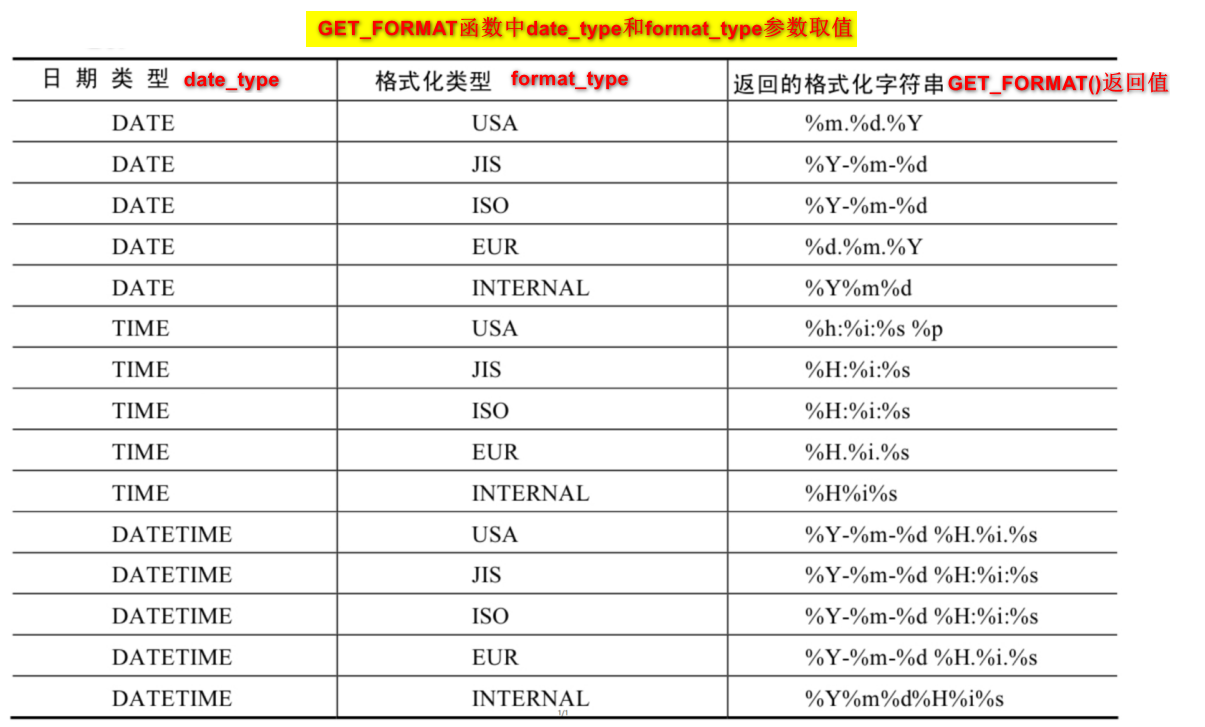 GET_FORMAT函数中date_type和format_type参数取值
日 期 类 型 date_type 格式化类型 format_type 返回的格式化字符串GET_FORMAT()返回值
DATE USA %m.%d.%Y
DATE JIS %Y-%m-%d
DATE ISO %Y-%m-%d
DATE EUR %d.%m.%Y
DATE INTERNAL %Y%m%d
TIME USA %h:%i:%s %p
TIME JIS %H:%i:%s
TIME ISO %H:%i:%s
TIME EUR %H.%i.%s
TIME INTERNAL %H%i%s
DATETIME USA %Y-%m-%d %H.%i.%s
DATETIME JIS %Y-%m-%d %H:%i:%s
DATETIME ISO %Y-%m-%d %H:%i:%s
DATETIME EUR %Y-%m-%d %H.%i.%s
DATETIME INTERNAL %Y%m%d%H%i%s
1/1